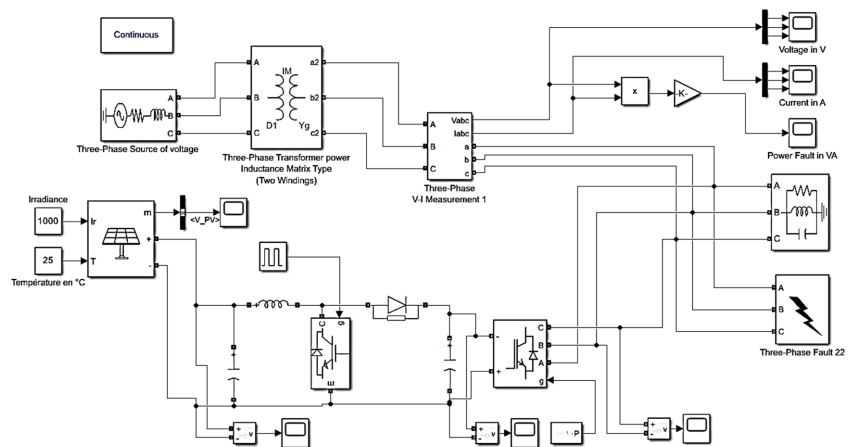 Continuous
Three-Phase Source of voltage
A
B
C
A
B
C
IM
D1
Yg
a2
b2
c2
Three-Phase Transformer power
Inductance Matrix Type
(Two Windings)
A
B
C
Vabc
Iabc
a
b
c
Three-Phase
V-I Measurement 1
x
-K-
Voltage in V
Current in A
Power Fault in VA
A
B
C
A
B
C
Three-Phase Fault 22
Irradiance
1000
25
Température en °C
Ir
T
m
+
-
<V_PV>
+
+
C
g
E
+
-
+
C
B
A
g
+
-
v
+
-
v
+
-
v